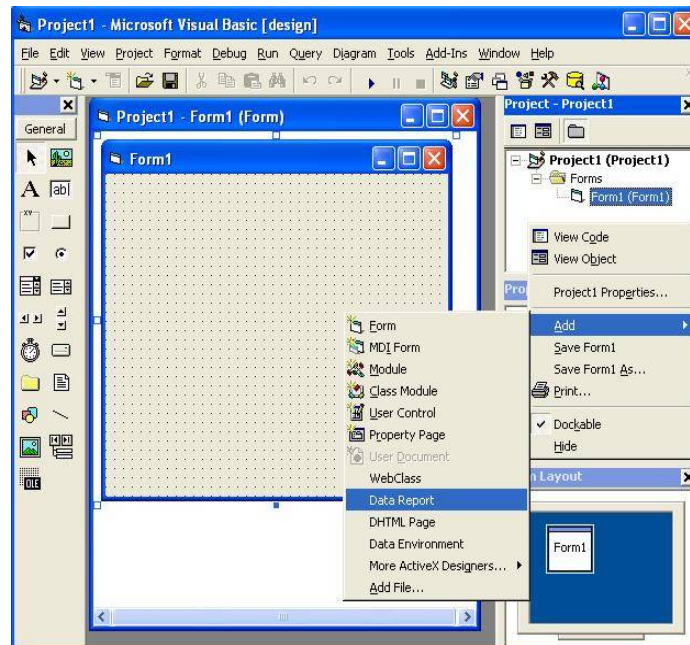 Project1 - Microsoft Visual Basic [design]
File Edit View Project Format Debug Run Query Diagram Tools Add-Ins Window Help
General
A
ab|
XY
OLE
Project1 - Form1 (Form)
Form1
Project - Project1
Project1 (Project1)
Forms
Form1 (Form1)
View Code
View Object
Project1 Properties...
Add
Save Form1
Save Form1 As...
Print...
Dockable
Hide
Form
MDI Form
Module
Class Module
User Control
Property Page
User Document
WebClass
Data Report
DHTML Page
Data Environment
More ActiveX Designers...
Add File...
Layout
Form1